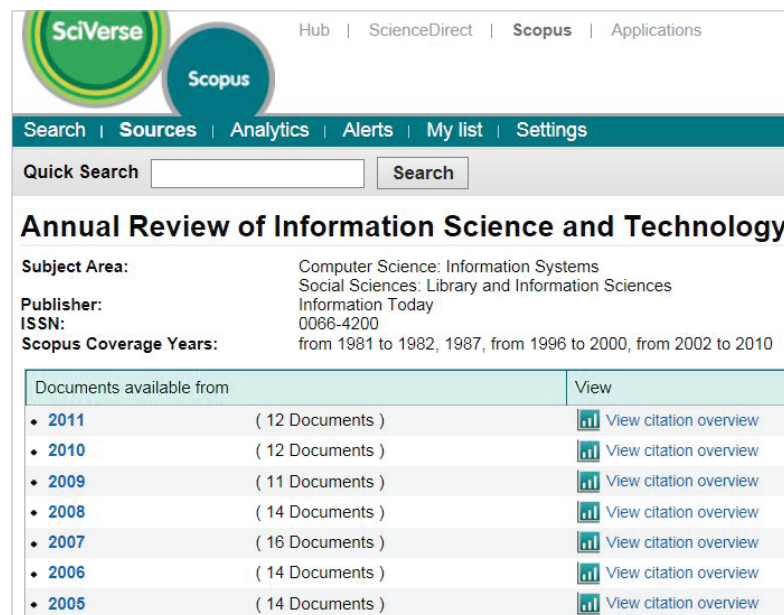 SciVerse
Hub | ScienceDirect | Scopus | Applications
Scopus
Search | Sources | Analytics | Alerts | My list | Settings
Quick Search Search
Annual Review of Information Science and Technology
Subject Area: Computer Science: Information Systems
Social Sciences: Library and Information Sciences
Publisher: Information Today
ISSN: 0066-4200
Scopus Coverage Years: from 1981 to 1982, 1987, from 1996 to 2000, from 2002 to 2010
Documents available from View
• 2011 ( 12 Documents ) View citation overview
• 2010 ( 12 Documents ) View citation overview
• 2009 ( 11 Documents ) View citation overview
• 2008 ( 14 Documents ) View citation overview
• 2007 ( 16 Documents ) View citation overview
• 2006 ( 14 Documents ) View citation overview
• 2005 ( 14 Documents ) View citation overview